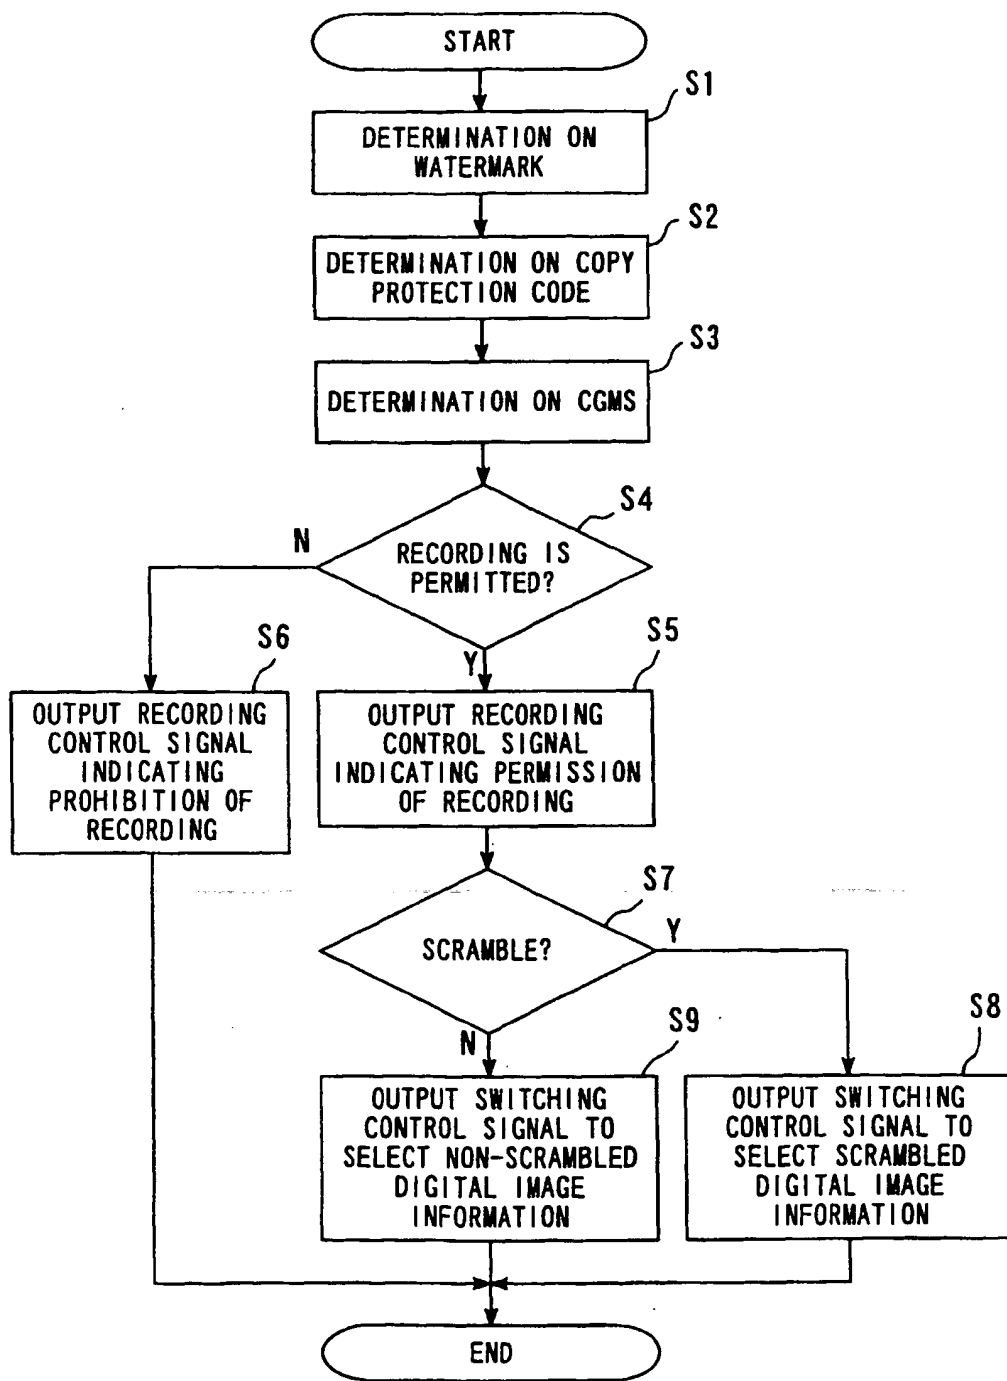 START
S1
DETERMINATION ON
WATERMARK
S2
DETERMINATION ON COPY
PROTECTION CODE
S3
DETERMINATION ON CGMS
S4
N
RECORDING IS
PERMITTED?
Y
S6
OUTPUT RECORDING
CONTROL SIGNAL
INDICATING
PROHIBITION OF
RECORDING
S5
OUTPUT RECORDING
CONTROL SIGNAL
INDICATING PERMISSION
OF RECORDING
S7
SCRAMBLE?
Y
N
S9
OUTPUT SWITCHING
CONTROL SIGNAL TO
SELECT NON-SCRAMBLED
DIGITAL IMAGE
INFORMATION
S8
OUTPUT SWITCHING
CONTROL SIGNAL TO
SELECT SCRAMBLED
DIGITAL IMAGE
INFORMATION
END